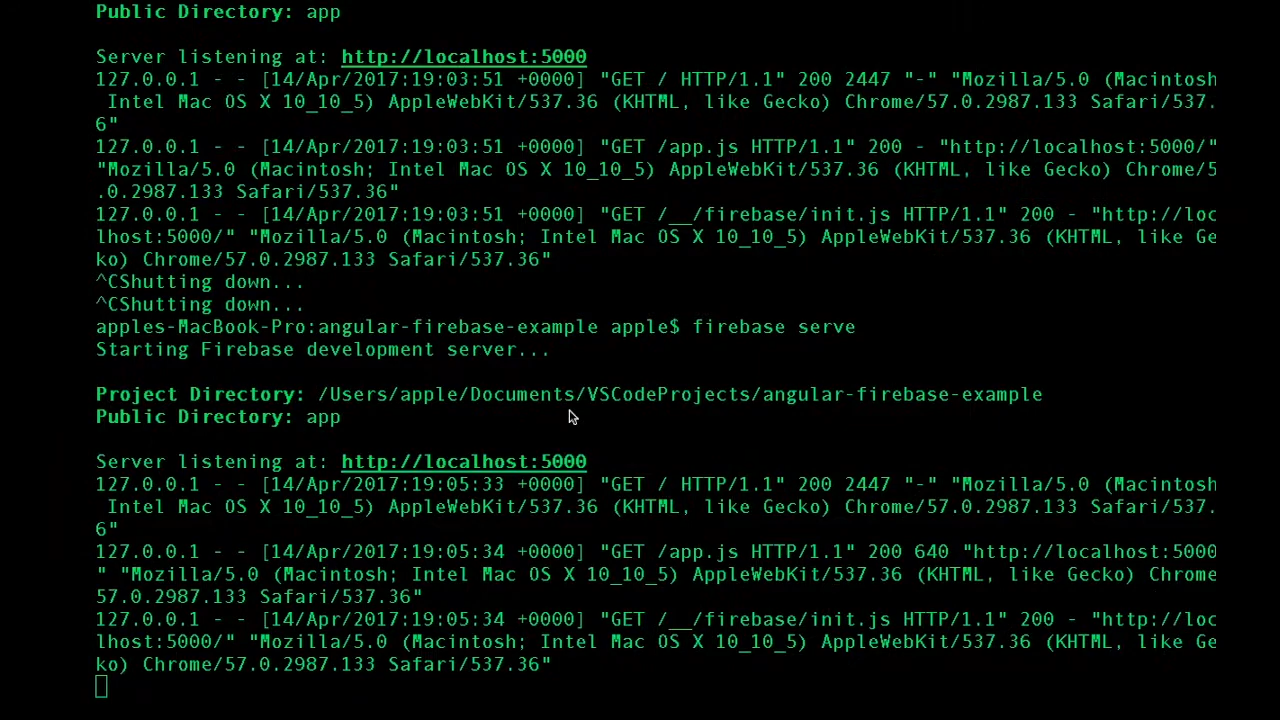 Public Directory: app
Server listening at: http://localhost:5000
127.0.0.1 - - [14/Apr/2017:19:03:51 +0000] "GET / HTTP/1.1" 200 2447 "-" "Mozilla/5.0 (Macintosh
Intel Mac OS X 10_10_5) AppleWebKit/537.36 (KHTML, like Gecko) Chrome/57.0.2987.133 Safari/537.
6"
127.0.0.1 - - [14/Apr/2017:19:03:51 +0000] "GET /app.js HTTP/1.1" 200 - "http://localhost:5000/"
"Mozilla/5.0 (Macintosh; Intel Mac OS X 10_10_5) AppleWebKit/537.36 (KHTML, like Gecko) Chrome/5
.0.2987.133 Safari/537.36"
127.0.0.1 - - [14/Apr/2017:19:03:51 +0000] "GET /__/firebase/init.js HTTP/1.1" 200 - "http://loc
lhost:5000/" "Mozilla/5.0 (Macintosh; Intel Mac OS X 10_10_5) AppleWebKit/537.36 (KHTML, like Ge
ko) Chrome/57.0.2987.133 Safari/537.36"
^CShutting down...
^CShutting down...
apples-MacBook-Pro:angular-firebase-example apple$ firebase serve
Starting Firebase development server...
Project Directory: /Users/apple/Documents/VSCodeProjects/angular-firebase-example
Public Directory: app
Server listening at: http://localhost:5000
127.0.0.1 - - [14/Apr/2017:19:05:33 +0000] "GET / HTTP/1.1" 200 2447 "-" "Mozilla/5.0 (Macintosh
Intel Mac OS X 10_10_5) AppleWebKit/537.36 (KHTML, like Gecko) Chrome/57.0.2987.133 Safari/537.
6"
127.0.0.1 - - [14/Apr/2017:19:05:34 +0000] "GET /app.js HTTP/1.1" 200 640 "http://localhost:5000
" "Mozilla/5.0 (Macintosh; Intel Mac OS X 10_10_5) AppleWebKit/537.36 (KHTML, like Gecko) Chrome
57.0.2987.133 Safari/537.36"
127.0.0.1 - - [14/Apr/2017:19:05:34 +0000] "GET /__/firebase/init.js HTTP/1.1" 200 - "http://loc
lhost:5000/" "Mozilla/5.0 (Macintosh; Intel Mac OS X 10_10_5) AppleWebKit/537.36 (KHTML, like Ge
ko) Chrome/57.0.2987.133 Safari/537.36"